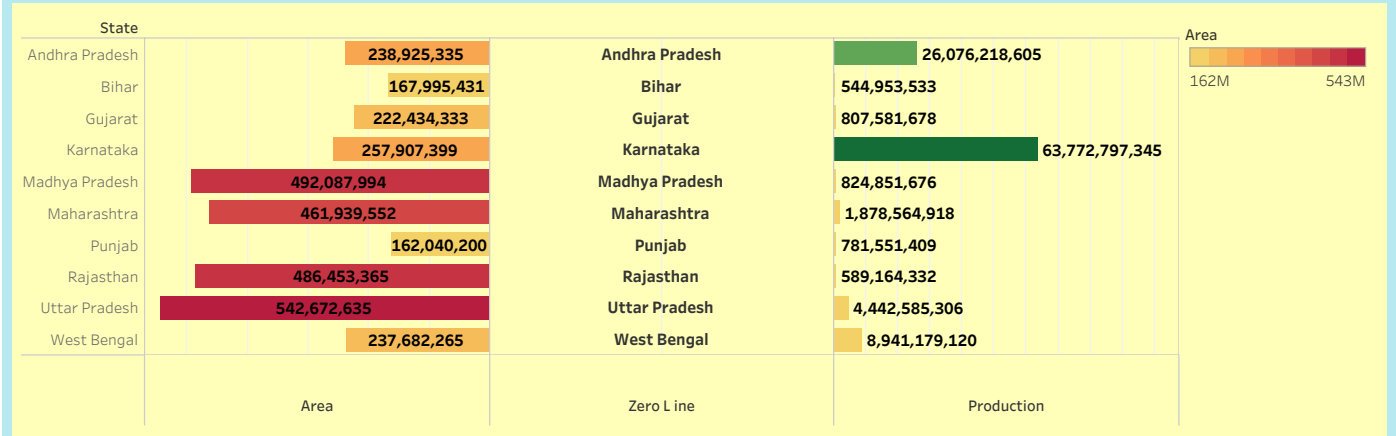 State
Area
Andhra Pradesh 238,925,335 Andhra Pradesh 26,076,218,605
162M 543M
Bihar 167,995,431 Bihar 544,953,533
Gujarat 222,434,333 Gujarat 807,581,678
Karnataka 257,907,399 Karnataka 63,772,797,345
Madhya Pradesh 492,087,994 Madhya Pradesh 824,851,676
Maharashtra 461,939,552 Maharashtra 1,878,564,918
Punjab 162,040,200 Punjab 781,551,409
Rajasthan 486,453,365 Rajasthan 589,164,332
Uttar Pradesh 542,672,635 Uttar Pradesh 4,442,585,306
West Bengal 237,682,265 West Bengal 8,941,179,120
Area Zero Line Production